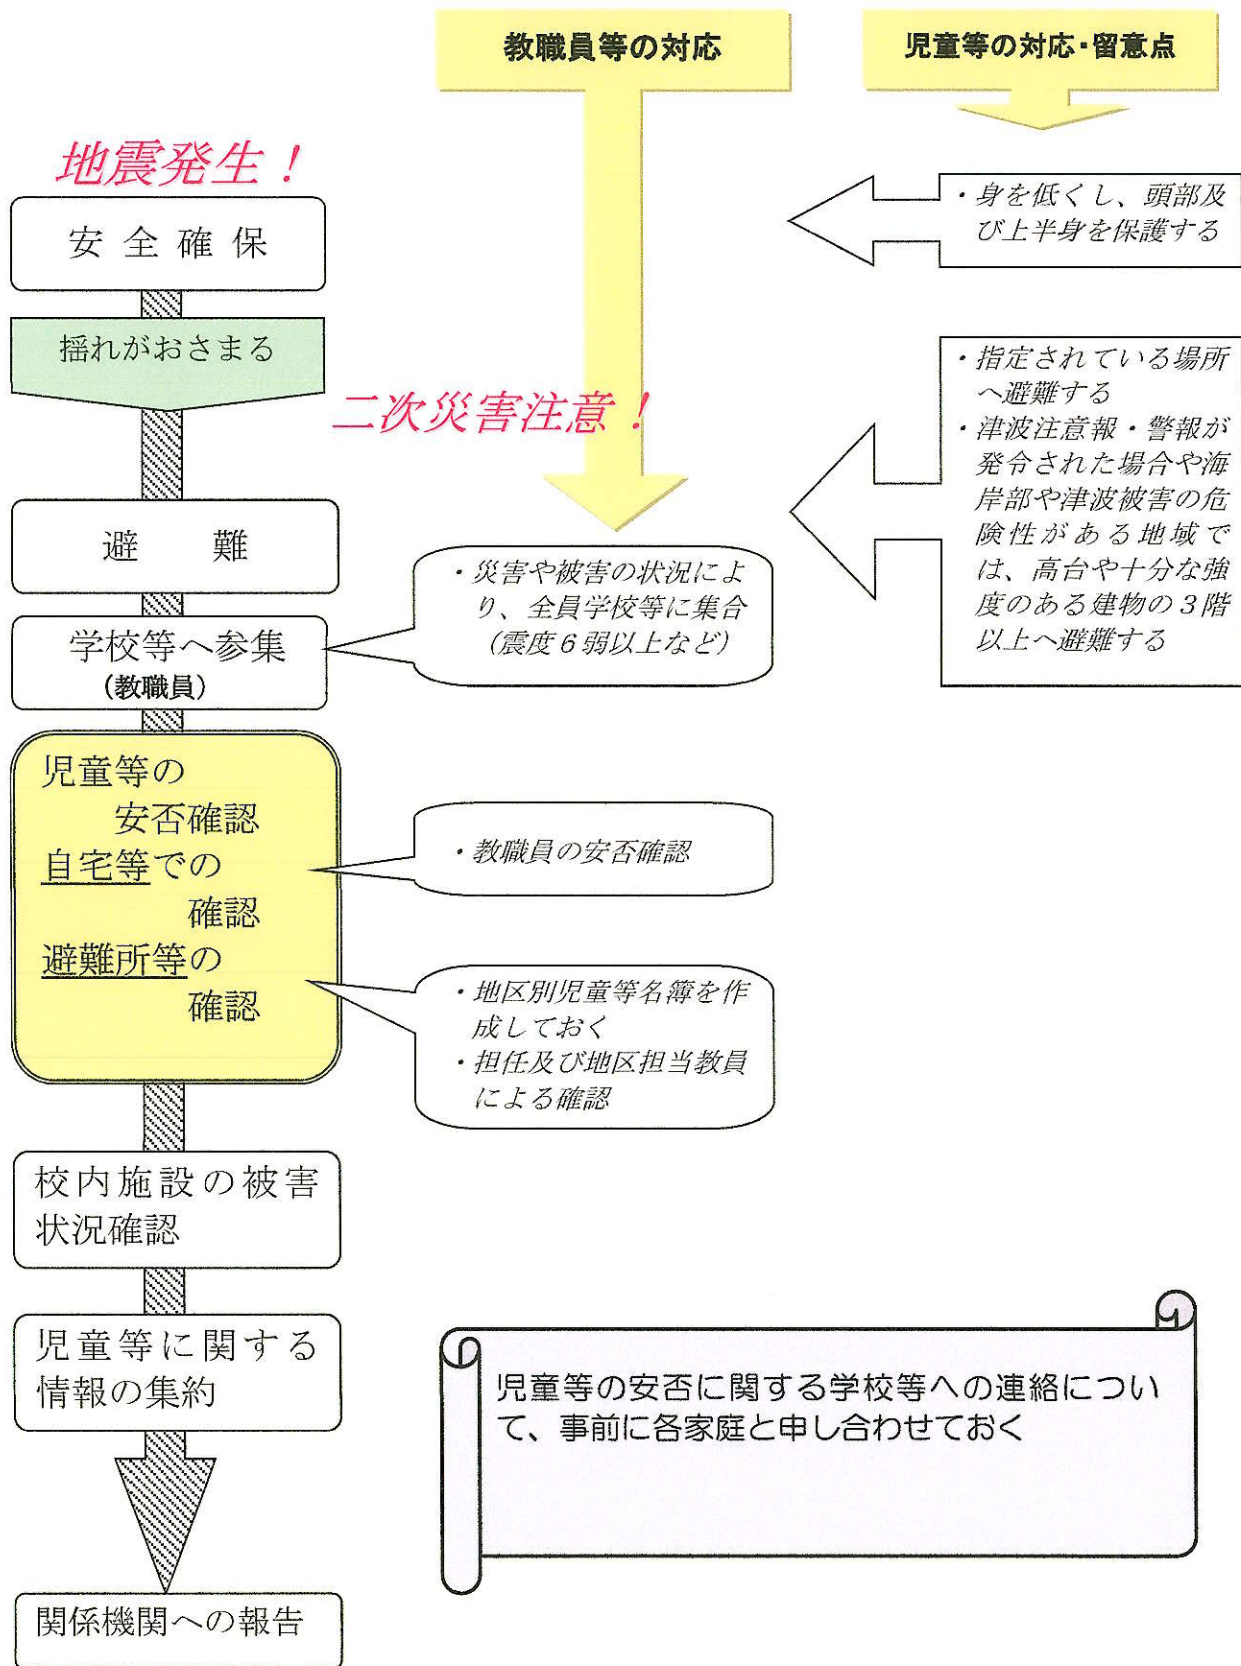 教職員等の対応
児童等の対応・留意点
地震発生！
安全確保
・身を低くし、頭部及
び上半身を保護する
揺れがおさまる
二次災害注意！
・指定されている場所
へ避難する
・津波注意報・警報が
発令された場合や海
岸部や津波被害の危
険性がある地域で
は、高台や十分な強
度のある建物の３階
以上へ避難する
避　難
・災害や被害の状況によ
り、全員学校等に集合
（震度６弱以上など）
学校等へ参集
（教職員）
児童等の
安否確認
自宅等での
確認
避難所等の
確認
・教職員の安否確認
・地区別児童等名簿を作
成しておく
・担任及び地区担当教員
による確認
校内施設の被害
状況確認
児童等に関する
情報の集約
児童等の安否に関する学校等への連絡につい
て、事前に各家庭と申し合わせておく
関係機関への報告